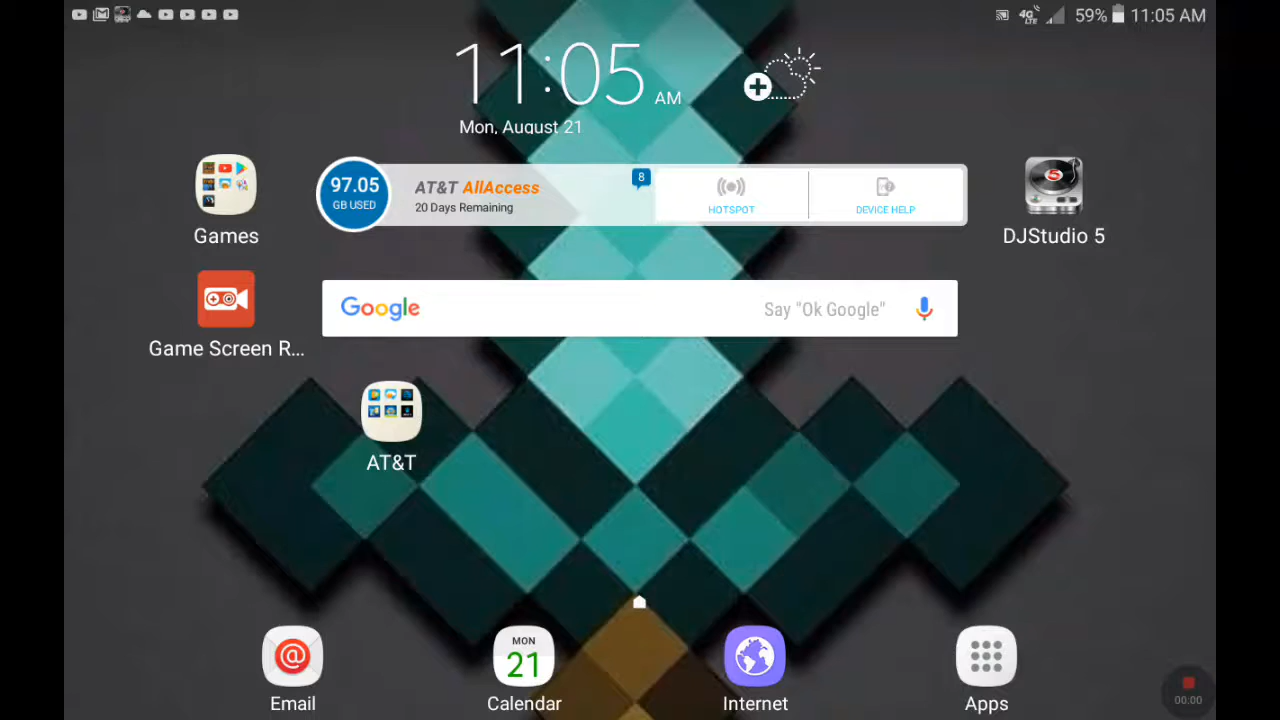 59% 11:05 AM
11:05 AM
Mon, August 21
97.05
GB USED
AT&T AllAccess
20 Days Remaining
8
HOTSPOT
DEVICE HELP
Games
DJStudio 5
Google
Say "Ok Google"
Game Screen R...
AT&T
Email
MON
21
Calendar
Internet
Apps
00.00